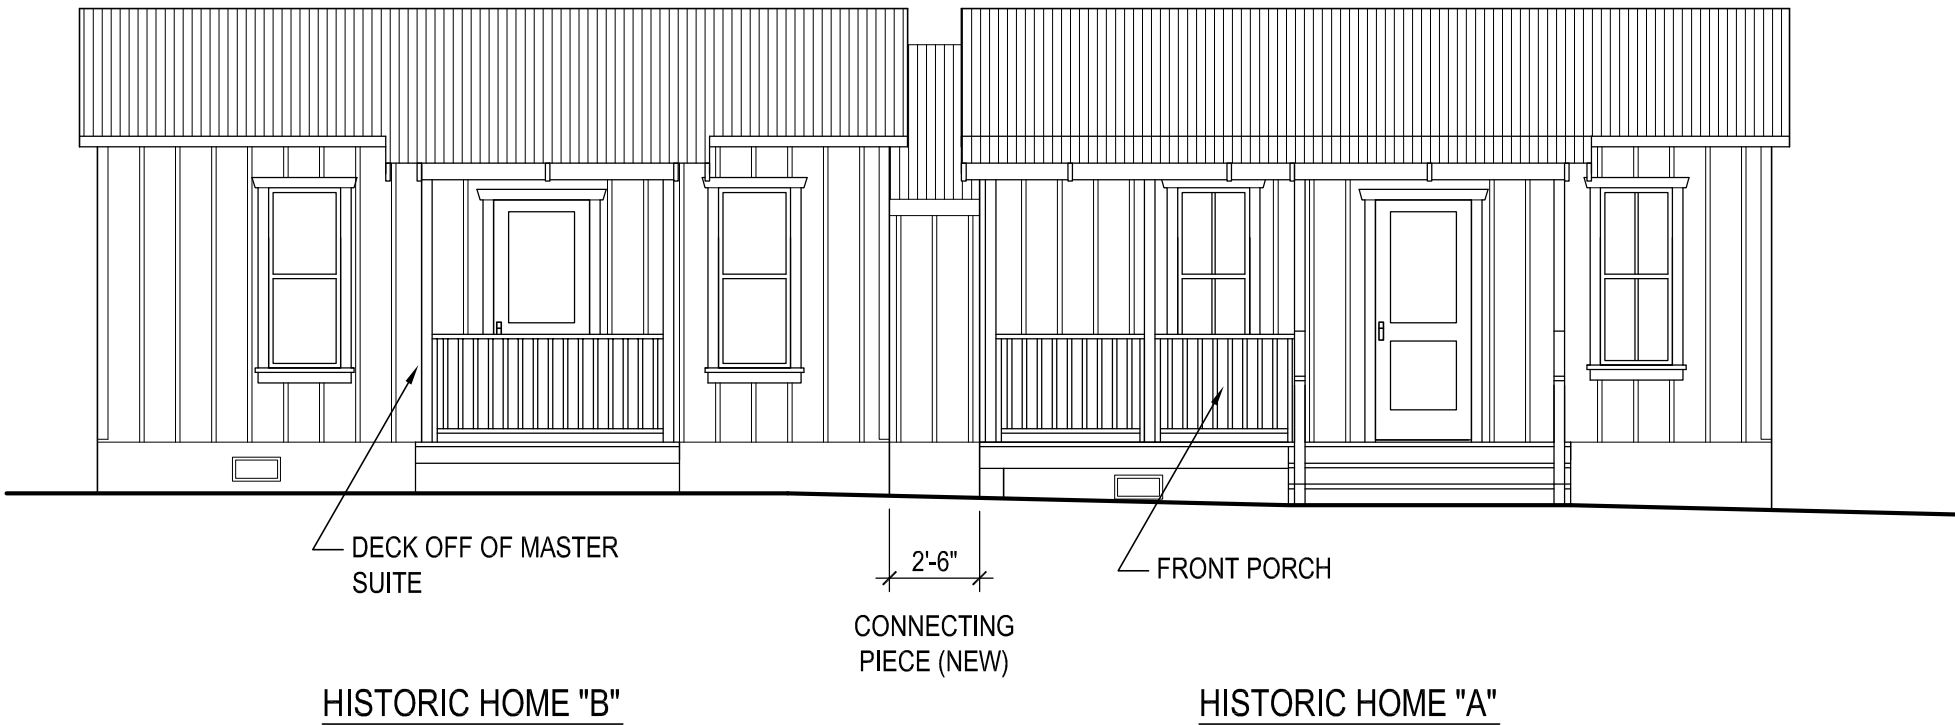 DECK OFF OF MASTER
SUITE
2'-6"
CONNECTING
PIECE (NEW)
FRONT PORCH
HISTORIC HOME "B"
HISTORIC HOME "A"